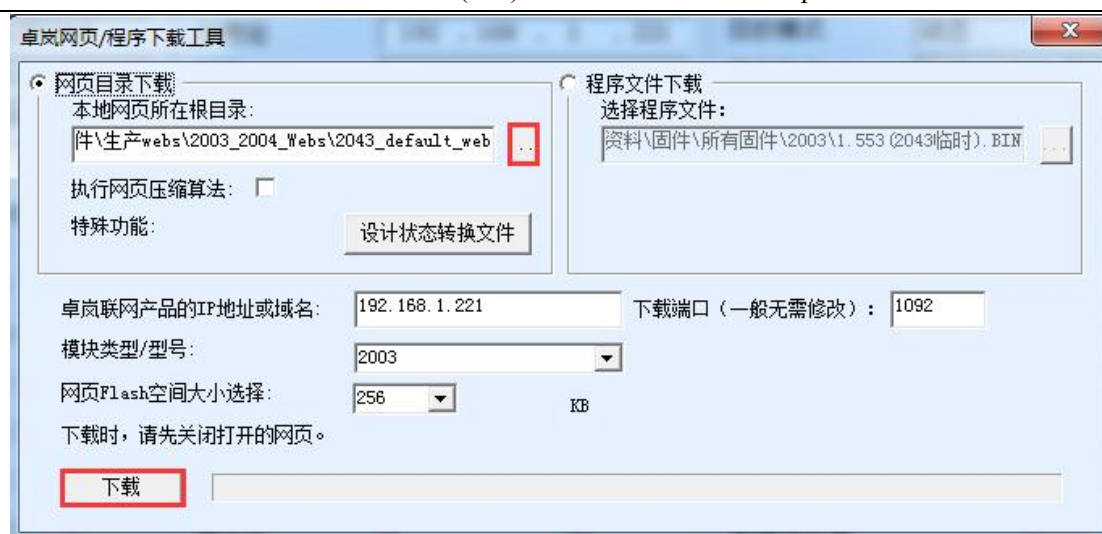 卓岚网页/程序下载工具
网页目录下载
本地网页所在根目录:
件\生产webs\2003_2004_Webs\2043_default_web
..
执行网页压缩算法:
特殊功能:
设计状态转换文件
程序文件下载
选择程序文件:
资料\固件\所有固件\2003\1.553(2043临时).BIN
...
卓岚联网产品的IP地址或域名:
192.168.1.221
下载端口（一般无需修改）:
1092
模块类型/型号:
2003
网页Flash空间大小选择:
256
KB
下载时，请先关闭打开的网页。
下载